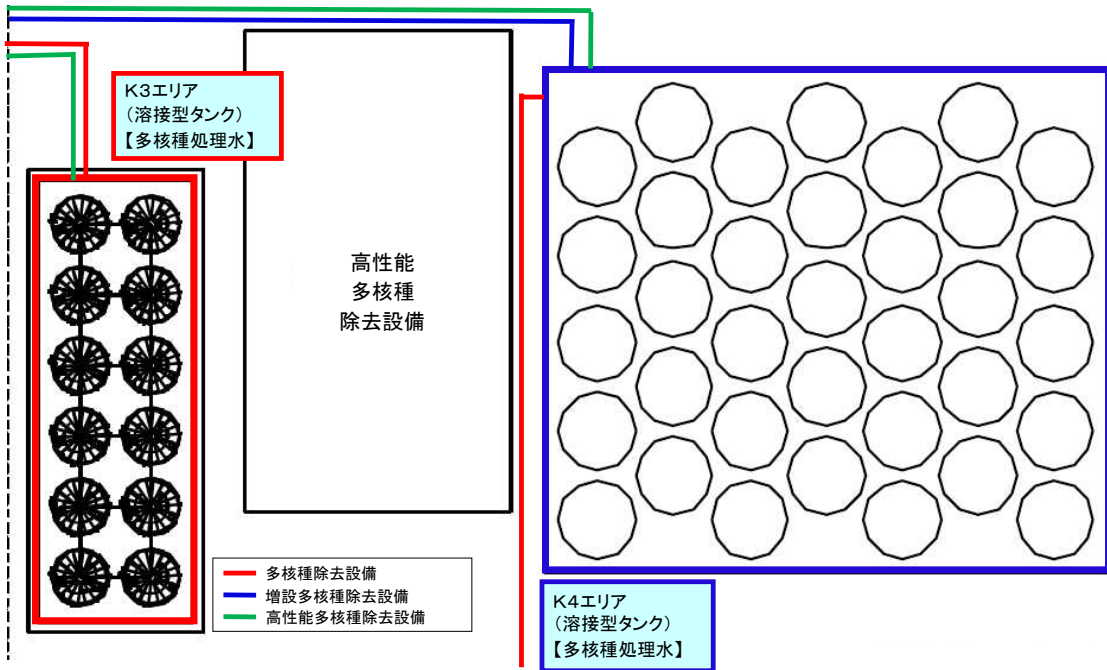 K3エリア
（溶接型タンク）
【多核種処理水】
高性能
多核種
除去設備
多核種除去設備
増設多核種除去設備
高性能多核種除去設備
K4エリア
（溶接型タンク）
【多核種処理水】